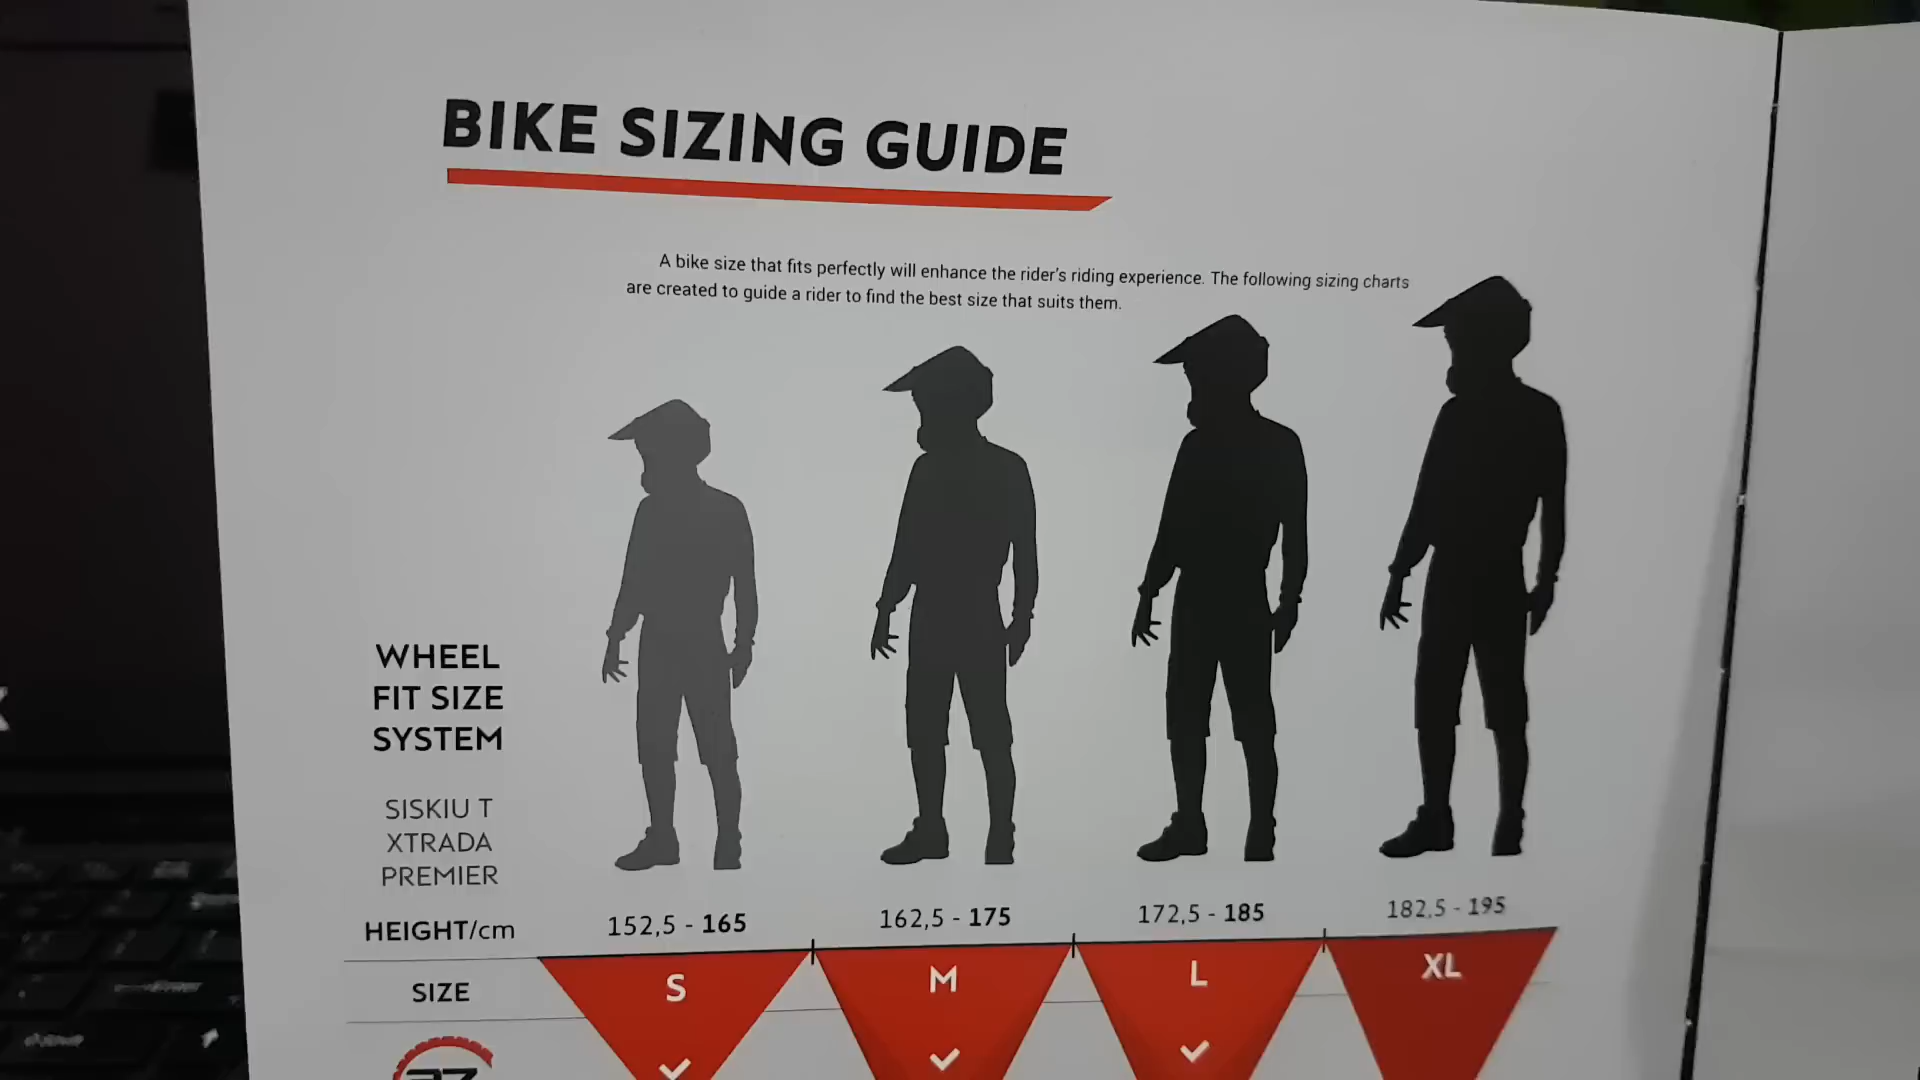 BIKE SIZING GUIDE
A bike size that fits perfectly will enhance the rider's riding experience. The following sizing charts
are created to guide a rider to find the best size that suits them.
WHEEL
FIT SIZE
SYSTEM
SISKIU T
XTRADA
PREMIER
HEIGHT/cm 152,5 - 165 162,5 - 175 172,5 - 185 182,5 - 195
SIZE S M L XL